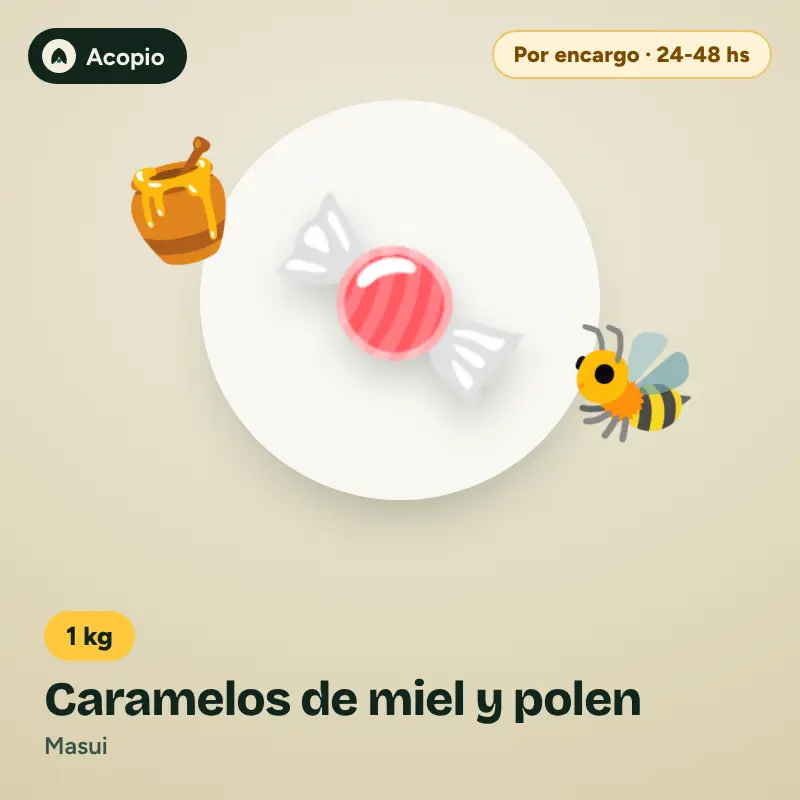 Acopio
Por encargo · 24-48 hs
1 kg
Caramelos de miel y polen
Masui